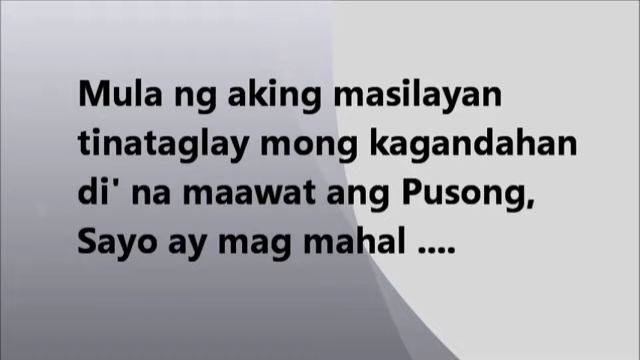 Mula ng aking masilayan
tinataglay mong kagandahan
di' na maawat ang Pusong,
Sayo ay mag mahal ....